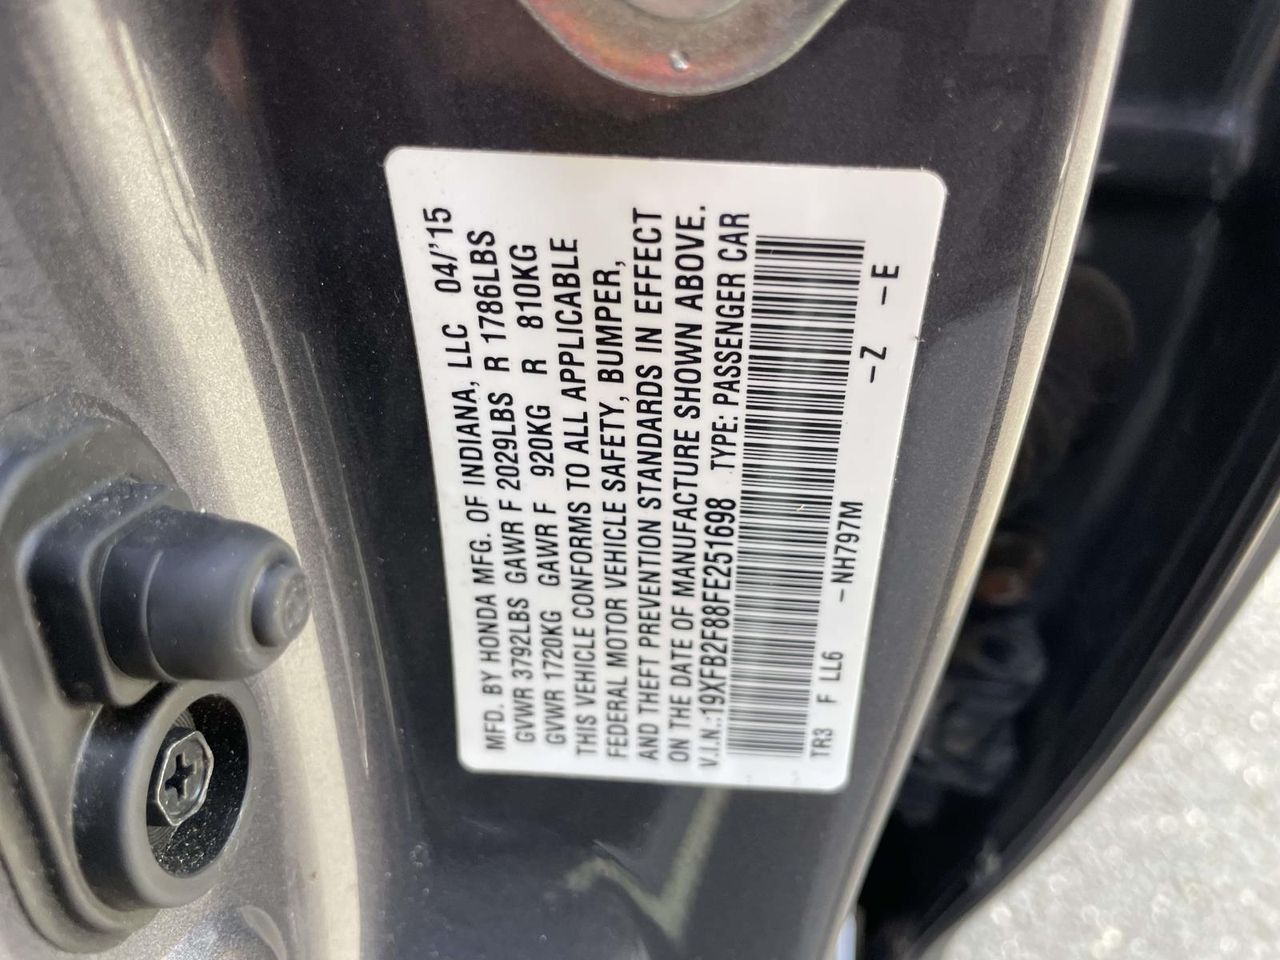 MFD. BY HONDA MFG. OF INDIANA, LLC 04/'15
GVWR 3792LBS GAWR F 2029LBS R 1786LBS
GVWR 1720KG GAWR F 920KG R 810KG
THIS VEHICLE CONFORMS TO ALL APPLICABLE
FEDERAL MOTOR VEHICLE SAFETY, BUMPER,
AND THEFT PREVENTION STANDARDS IN EFFECT
ON THE DATE OF MANUFACTURE SHOWN ABOVE.
V.I.N.:19XFB2F88FE251698 TYPE: PASSENGER CAR
TR3 F LL6 -NH797M -Z -E